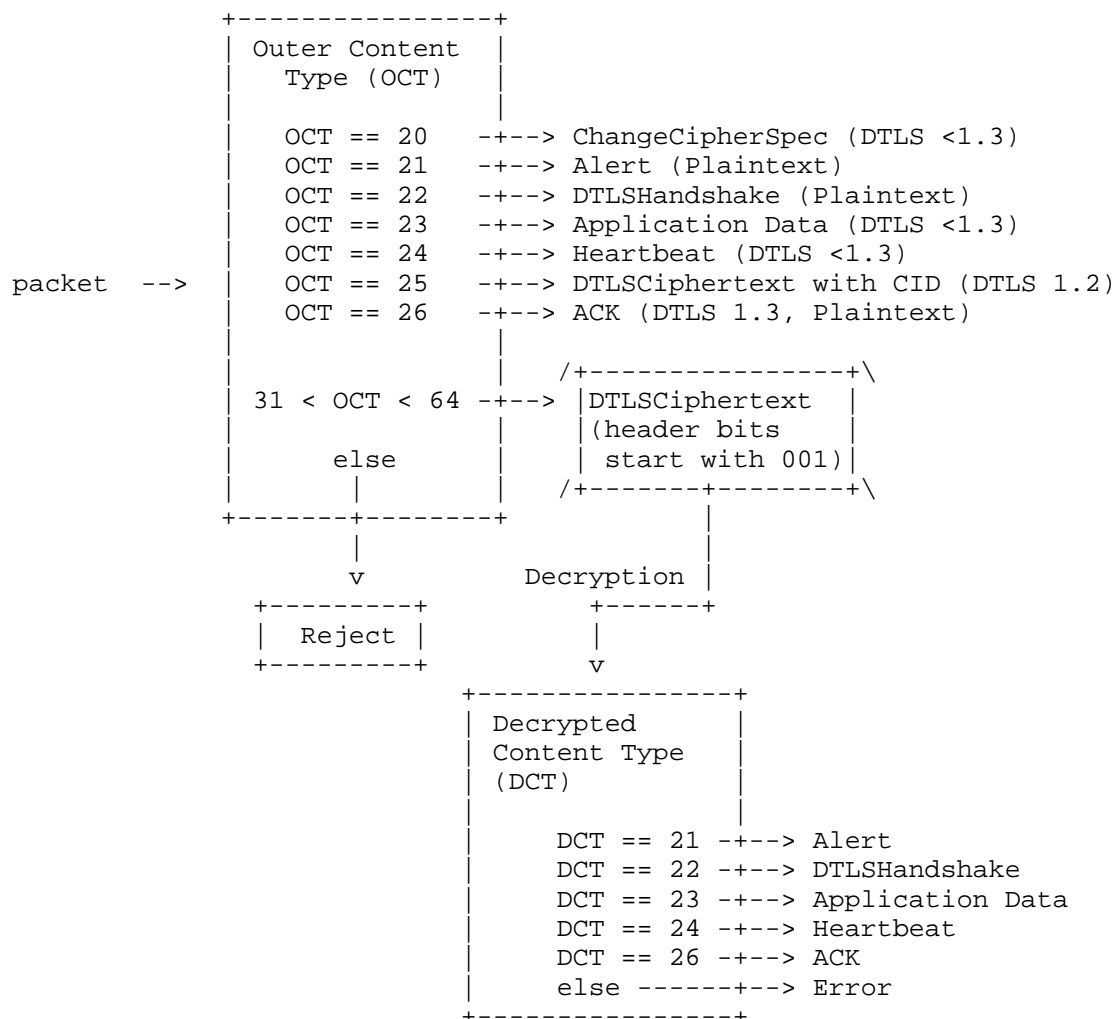 Outer Content
Type (OCT)
OCT == 20 -+--> ChangeCipherSpec (DTLS <1.3)
OCT == 21 -+--> Alert (Plaintext)
OCT == 22 -+--> DTLSHandshake (Plaintext)
OCT == 23 -+--> Application Data (DTLS <1.3)
OCT == 24 -+--> Heartbeat (DTLS <1.3)
packet --> OCT == 25 -+--> DTLSCiphertext with CID (DTLS 1.2)
OCT == 26 -+--> ACK (DTLS 1.3, Plaintext)
31 < OCT < 64 -+--> DTLSCiphertext
(header bits
else start with 001)
Decryption
Reject
Decrypted
Content Type
(DCT)
DCT == 21 -+--> Alert
DCT == 22 -+--> DTLSHandshake
DCT == 23 -+--> Application Data
DCT == 24 -+--> Heartbeat
DCT == 26 -+--> ACK
else ------+--> Error